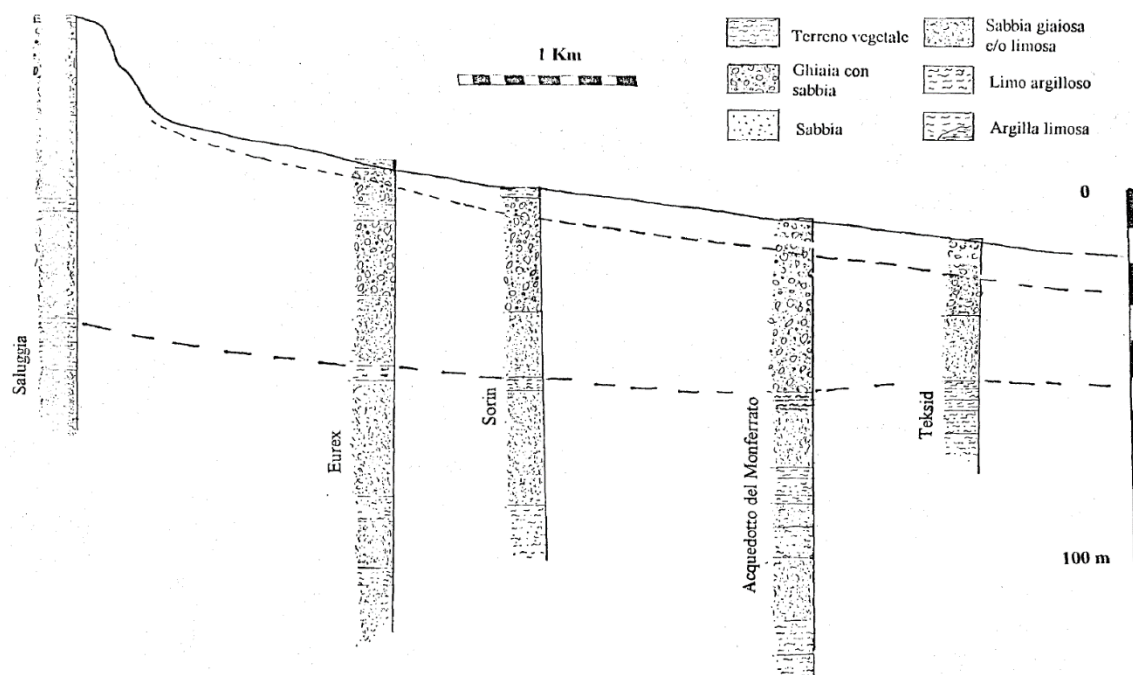 Terreno vegetale
Sabbia giaiosa
e/o limosa
1 Km
Ghiaia con
sabbia
Limo argilloso
Sabbia
Argilla limosa
0
Saluggia
Eurex
Sorin
Acquedotto del Monferrato
Teksid
100 m